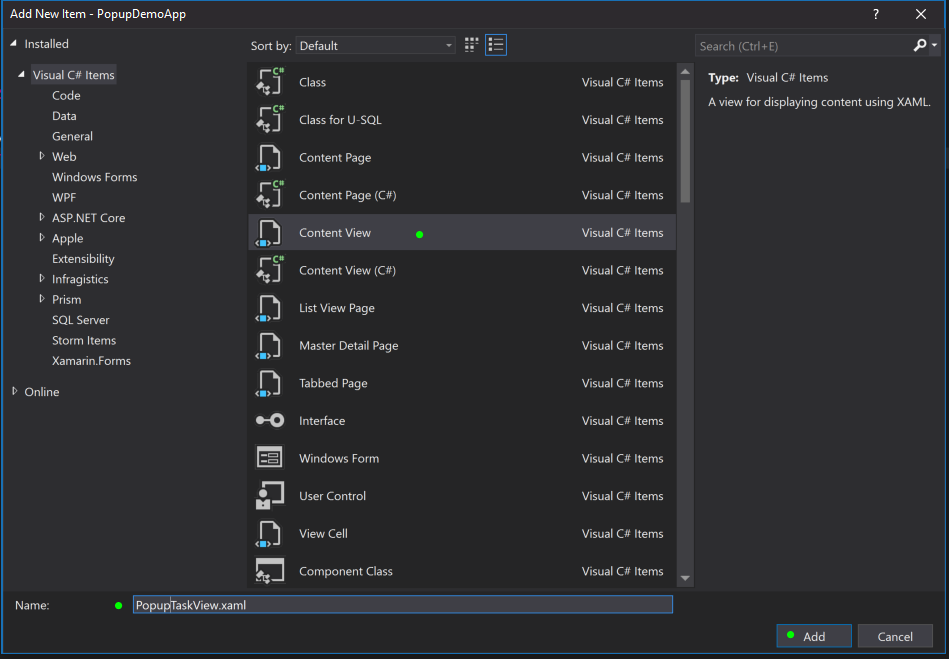 Add New Item - PopupDemoApp ? ✕
Installed
Sort by: Default
Search (Ctrl+E)
Visual C# Items
Code
Data
General
Web
Windows Forms
WPF
ASP.NET Core
Apple
Extensibility
Infragistics
Prism
SQL Server
Storm Items
Xamarin.Forms
Online
C# Class Visual C# Items
C# Class for U-SQL Visual C# Items
Content Page Visual C# Items
C# Content Page (C#) Visual C# Items
Content View Visual C# Items
C# Content View (C#) Visual C# Items
List View Page Visual C# Items
Master Detail Page Visual C# Items
Tabbed Page Visual C# Items
Interface Visual C# Items
Windows Form Visual C# Items
User Control Visual C# Items
View Cell Visual C# Items
Component Class Visual C# Items
Type: Visual C# Items
A view for displaying content using XAML.
Name: PopupTaskView.xaml
Add Cancel